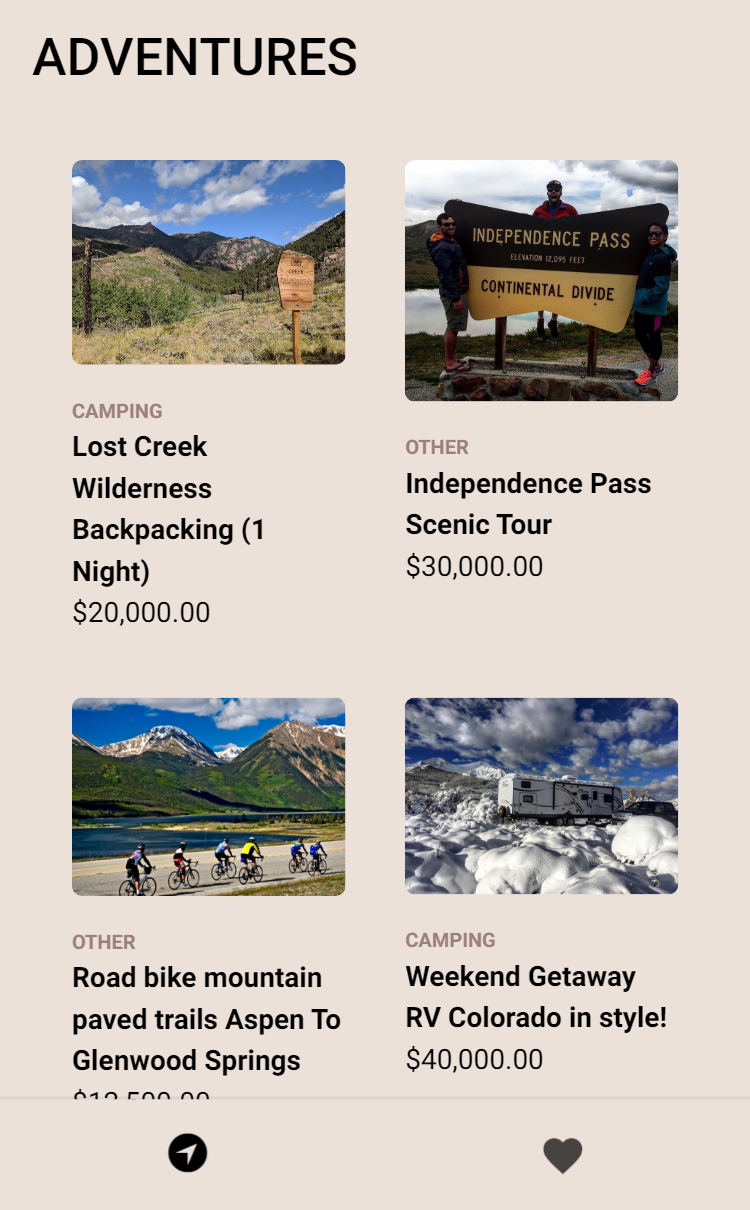 ADVENTURES
INDEPENDENCE PASS
ELEVATION 12,095 FEET
CONTINENTAL DIVIDE
CAMPING
Lost Creek
Wilderness
Backpacking (1
Night)
$20,000.00
OTHER
Independence Pass
Scenic Tour
$30,000.00
OTHER
Road bike mountain
paved trails Aspen To
Glenwood Springs
CAMPING
Weekend Getaway
RV Colorado in style!
$40,000.00